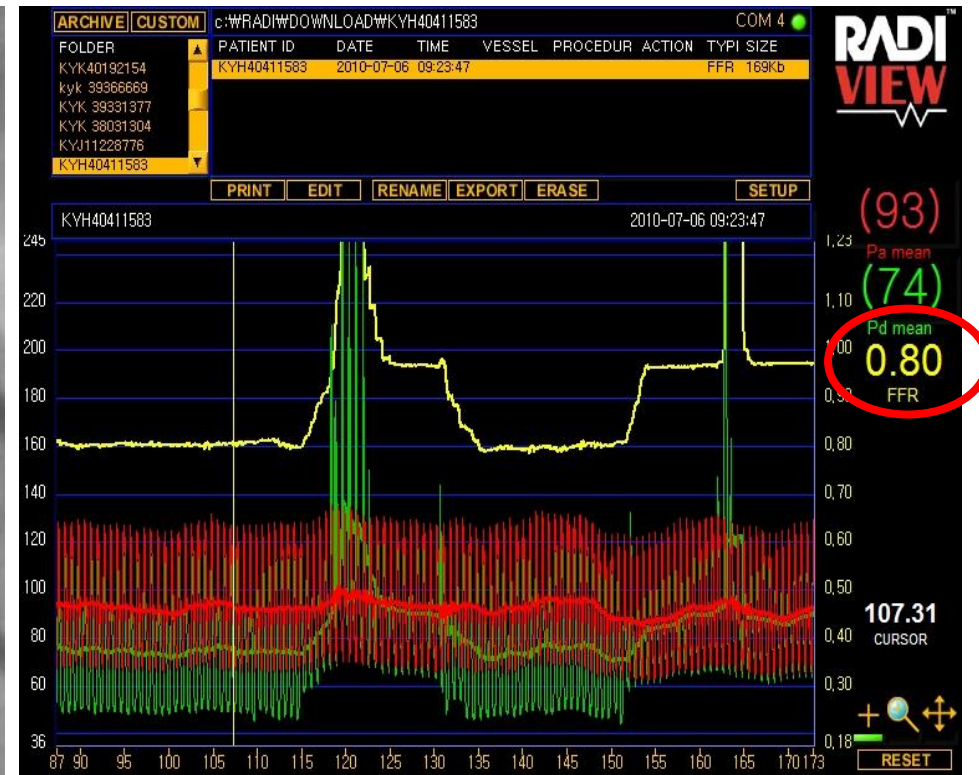 ARCHIVE CUSTOM c:₩RADI₩DOWNLOAD₩KYH40411583 COM 4
RADI VIEW ™
FOLDER PATIENT ID DATE TIME VESSEL PROCEDUR ACTION TYPI SIZE
KYK40192154 KYH40411583 2010-07-06 09:23:47 FFR 169Kb
kyk 39366669
KYK 39331377
KYK 38031304
KYJ11228776
KYH40411583
PRINT EDIT RENAME EXPORT ERASE SETUP
KYH40411583 2010-07-06 09:23:47
(93)
Pa mean
(74)
Pd mean
0.80
FFR
245 1,23
220 1,10
200 1,00
180 0,90
160 0,80
140 0,70
120 0,60
100 0,50
80 0,40
60 0,30
36 0,18
107.31
CURSOR
87 90 95 100 105 110 115 120 125 130 135 140 145 150 155 160 165 170 173
RESET